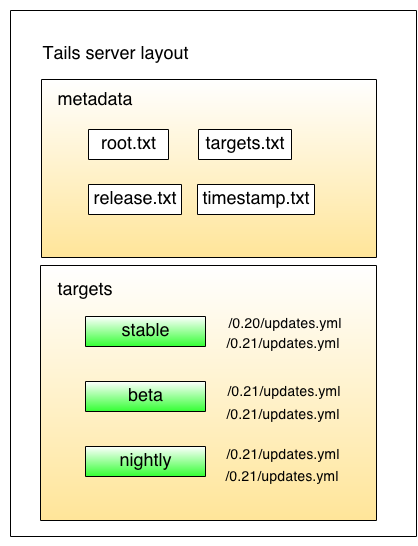 Tails server layout
metadata
root.txt targets.txt
release.txt timestamp.txt
targets
stable /0.20/updates.yml
/0.21/updates.yml
beta /0.21/updates.yml
/0.21/updates.yml
nightly /0.21/updates.yml
/0.21/updates.yml